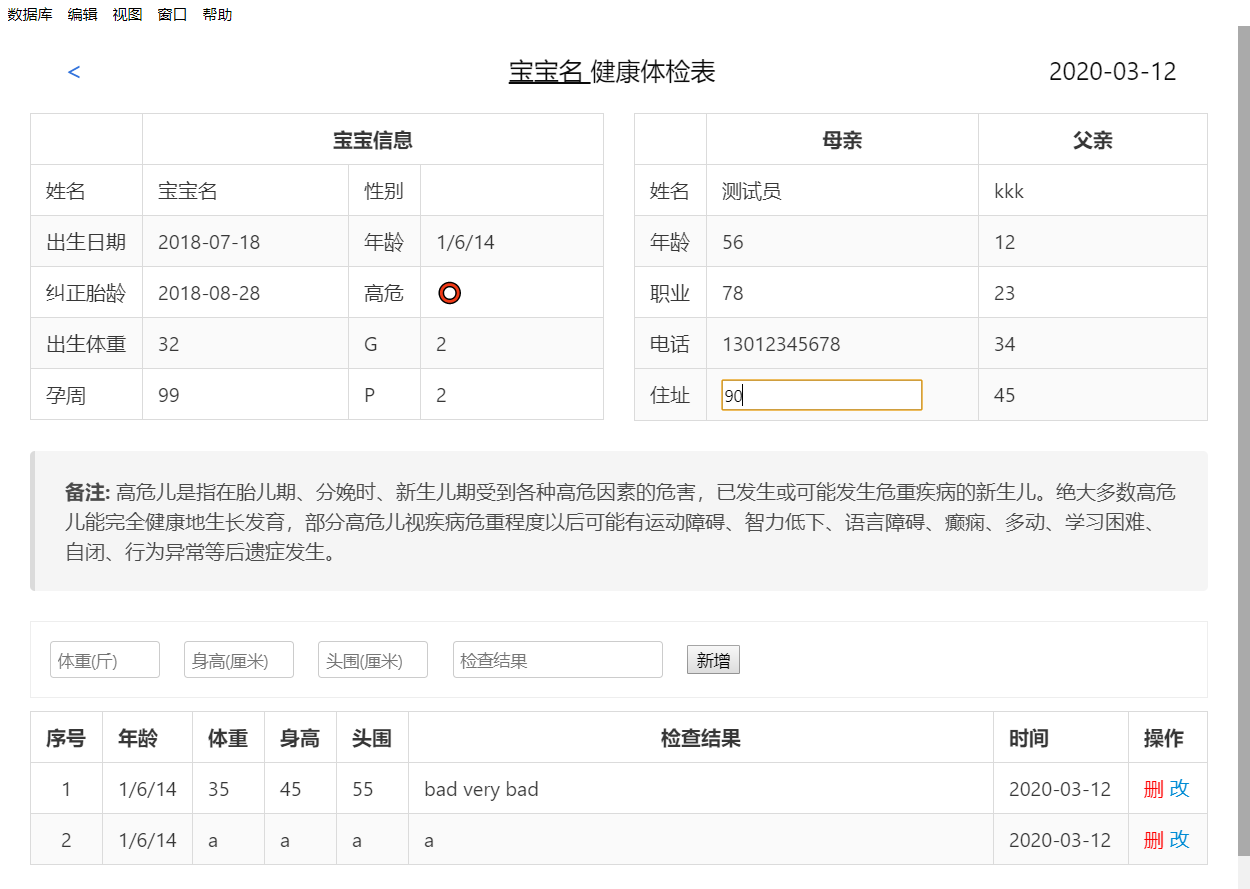 数据库 编辑 视图 窗口 帮助
< 宝宝名 健康体检表 2020-03-12
宝宝信息
姓名 宝宝名 性别
出生日期 2018-07-18 年龄 1/6/14
纠正胎龄 2018-08-28 高危
出生体重 32 G 2
孕周 99 P 2
母亲 父亲
姓名 测试员 kkk
年龄 56 12
职业 78 23
电话 13012345678 34
住址 90 45
备注: 高危儿是指在胎儿期、分娩时、新生儿期受到各种高危因素的危害，已发生或可能发生危重疾病的新生儿。绝大多数高危
儿能完全健康地生长发育，部分高危儿视疾病危重程度以后可能有运动障碍、智力低下、语言障碍、癫痫、多动、学习困难、
自闭、行为异常等后遗症发生。
体重(斤) 身高(厘米) 头围(厘米) 检查结果 新增
序号 年龄 体重 身高 头围 检查结果 时间 操作
1 1/6/14 35 45 55 bad very bad 2020-03-12 删 改
2 1/6/14 a a a a 2020-03-12 删 改